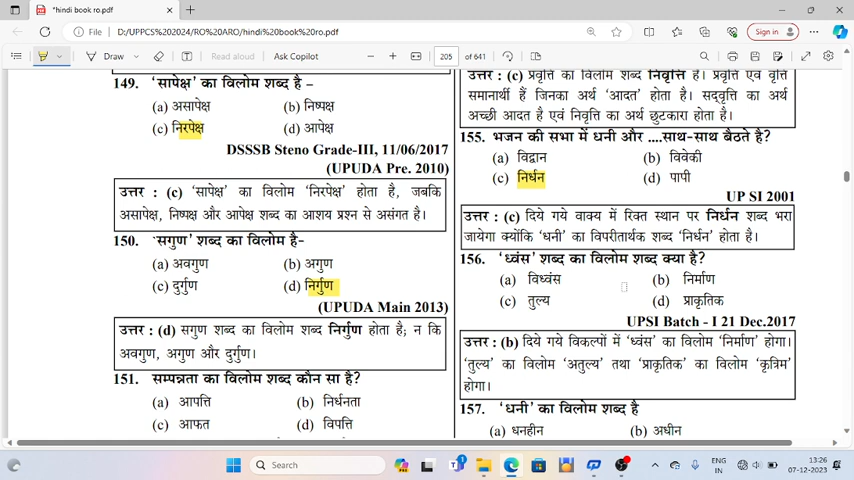 *hindi book ro.pdf
File
D:/UPPCS%202024/RO%20ARO/hindi%20book%20ro.pdf
Sign in
Draw
Read aloud
Ask Copilot
205
of 641
149. 'सापेक्ष' का विलोम शब्द है –
(a) असापेक्ष (b) निष्पक्ष
(c) निरपेक्ष (d) आपेक्ष
DSSSB Steno Grade-III, 11/06/2017
(UPUDA Pre. 2010)
उत्तर : (c) 'सापेक्ष' का विलोम 'निरपेक्ष' होता है, जबकि
असापेक्ष, निष्पक्ष और आपेक्ष शब्द का आशय प्रश्न से असंगत है।
150. 'सगुण' शब्द का विलोम है-
(a) अवगुण (b) अगुण
(c) दुर्गुण (d) निर्गुण
(UPUDA Main 2013)
उत्तर : (d) सगुण शब्द का विलोम शब्द निर्गुण होता है; न कि
अवगुण, अगुण और दुर्गुण।
151. सम्पन्नता का विलोम शब्द कौन सा है?
(a) आपत्ति (b) निर्धनता
(c) आफत (d) विपत्ति
उत्तर : (c) प्रवृत्ति का विलोम शब्द निवृत्ति है। प्रवृत्ति एवं वृत्ति
समानार्थी हैं जिनका अर्थ 'आदत' होता है। सद्वृत्ति का अर्थ
अच्छी आदत है एवं निवृत्ति का अर्थ छुटकारा होता है।
155. भजन की सभा में धनी और ....साथ-साथ बैठते है?
(a) विद्वान (b) विवेकी
(c) निर्धन (d) पापी
UP SI 2001
उत्तर : (c) दिये गये वाक्य में रिक्त स्थान पर निर्धन शब्द भरा
जायेगा क्योंकि 'धनी' का विपरीतार्थक शब्द 'निर्धन' होता है।
156. 'ध्वंस' का विलोम शब्द क्या है?
(a) विध्वंस (b) निर्माण
(c) तुल्य (d) प्राकृतिक
UPSI Batch - I 21 Dec.2017
उत्तर : (b) दिये गये विकल्पों में 'ध्वंस' का विलोम 'निर्माण' होगा।
'तुल्य' का विलोम 'अतुल्य' तथा 'प्राकृतिक' का विलोम 'कृत्रिम'
होगा।
157. 'धनी' का विलोम शब्द है
(a) धनहीन (b) अधीन
Search
ENG
IN
13:26
07-12-2023